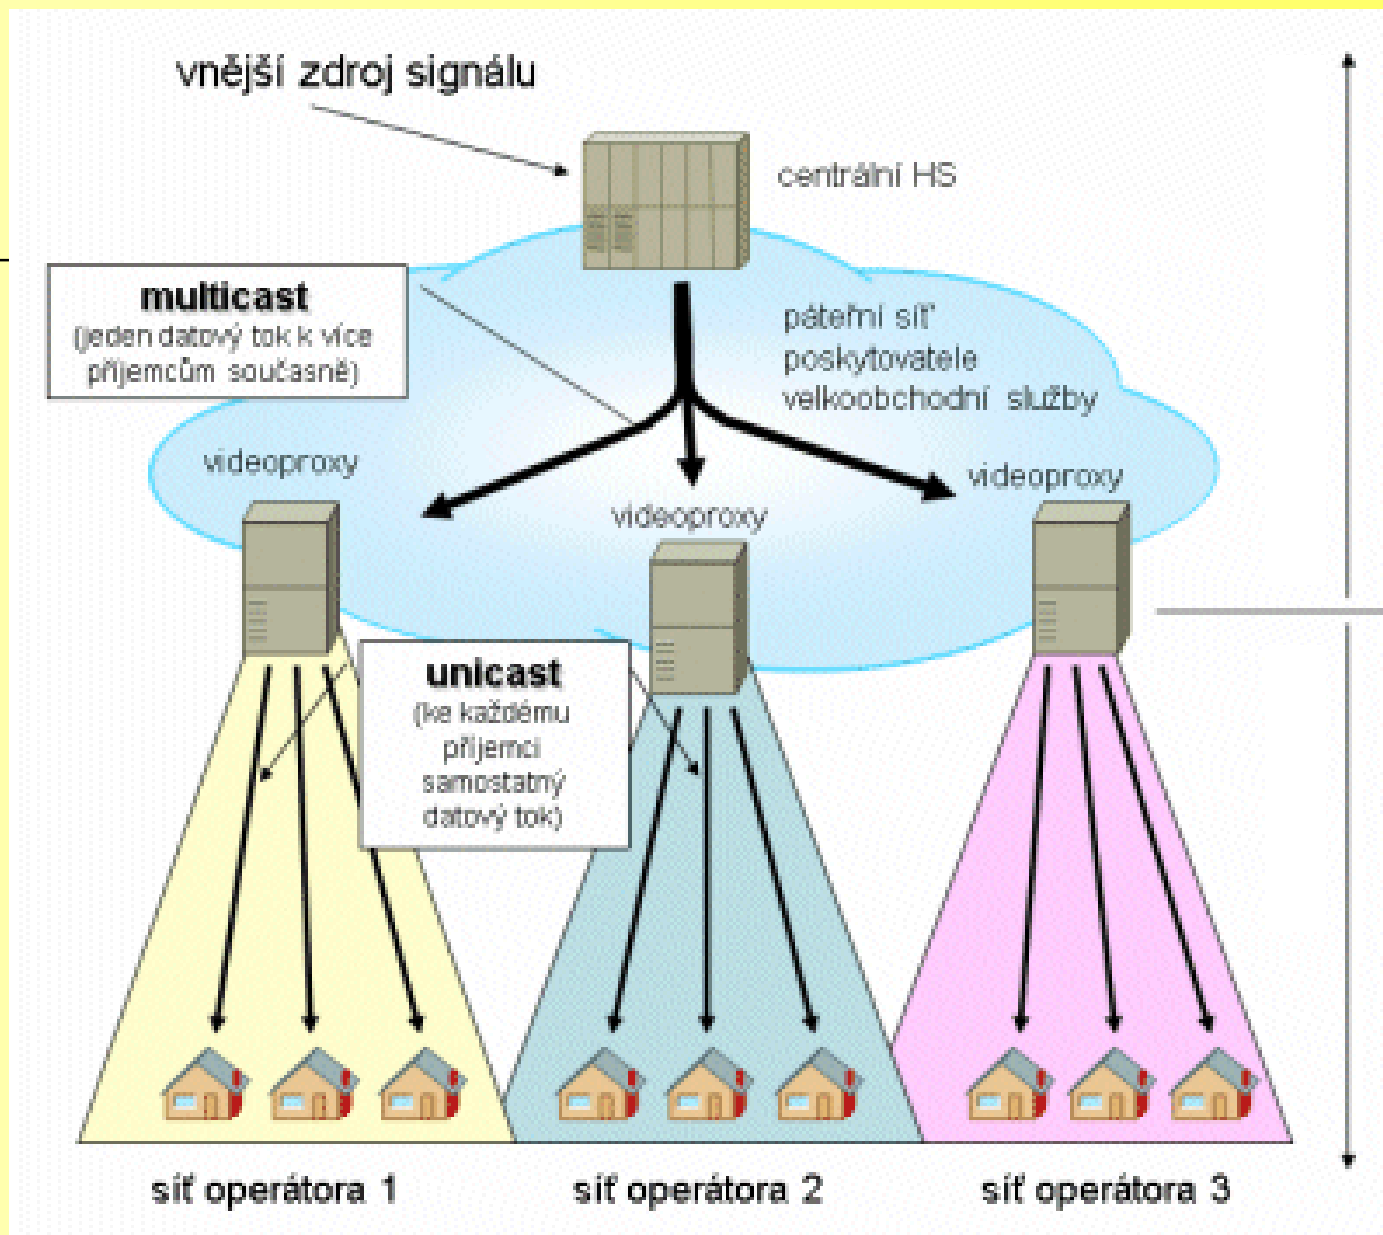 vnější zdroj signálu
centrální HS
multicast
(jeden datový tok k více
příjemcům současně)
páteřní síť
poskytovatele
velkoobchodní služby
videoproxy
videoproxy
videoproxy
unicast
(ke každému
příjemci
samostatný
datový tok)
síť operátora 1
síť operátora 2
síť operátora 3